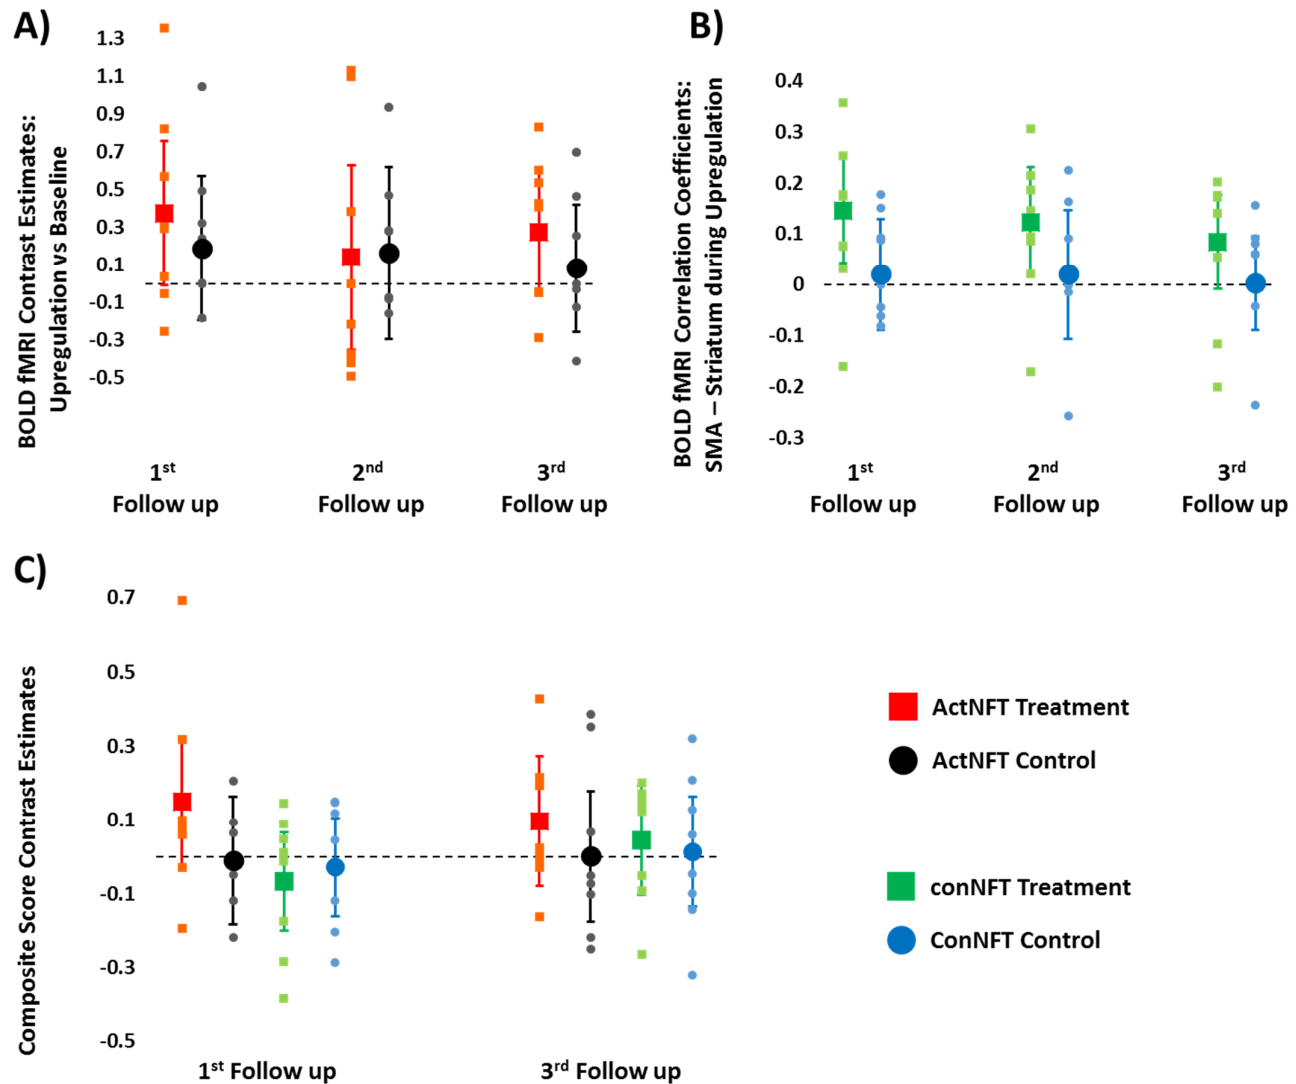 A)
BOLD fMRI Contrast Estimates:
Upregulation vs Baseline
1.3
1.1
0.9
0.7
0.5
0.3
0.1
-0.1
-0.3
-0.5
1st
Follow up
2nd
Follow up
3rd
Follow up
B)
BOLD fMRI Correlation Coefficients:
SMA – Striatum during Upregulation
0.4
0.3
0.2
0.1
0
-0.1
-0.2
-0.3
1st
Follow up
2nd
Follow up
3rd
Follow up
C)
Composite Score Contrast Estimates
0.7
0.5
0.3
0.1
-0.1
-0.3
-0.5
1st Follow up
3rd Follow up
ActNFT Treatment
ActNFT Control
conNFT Treatment
ConNFT Control